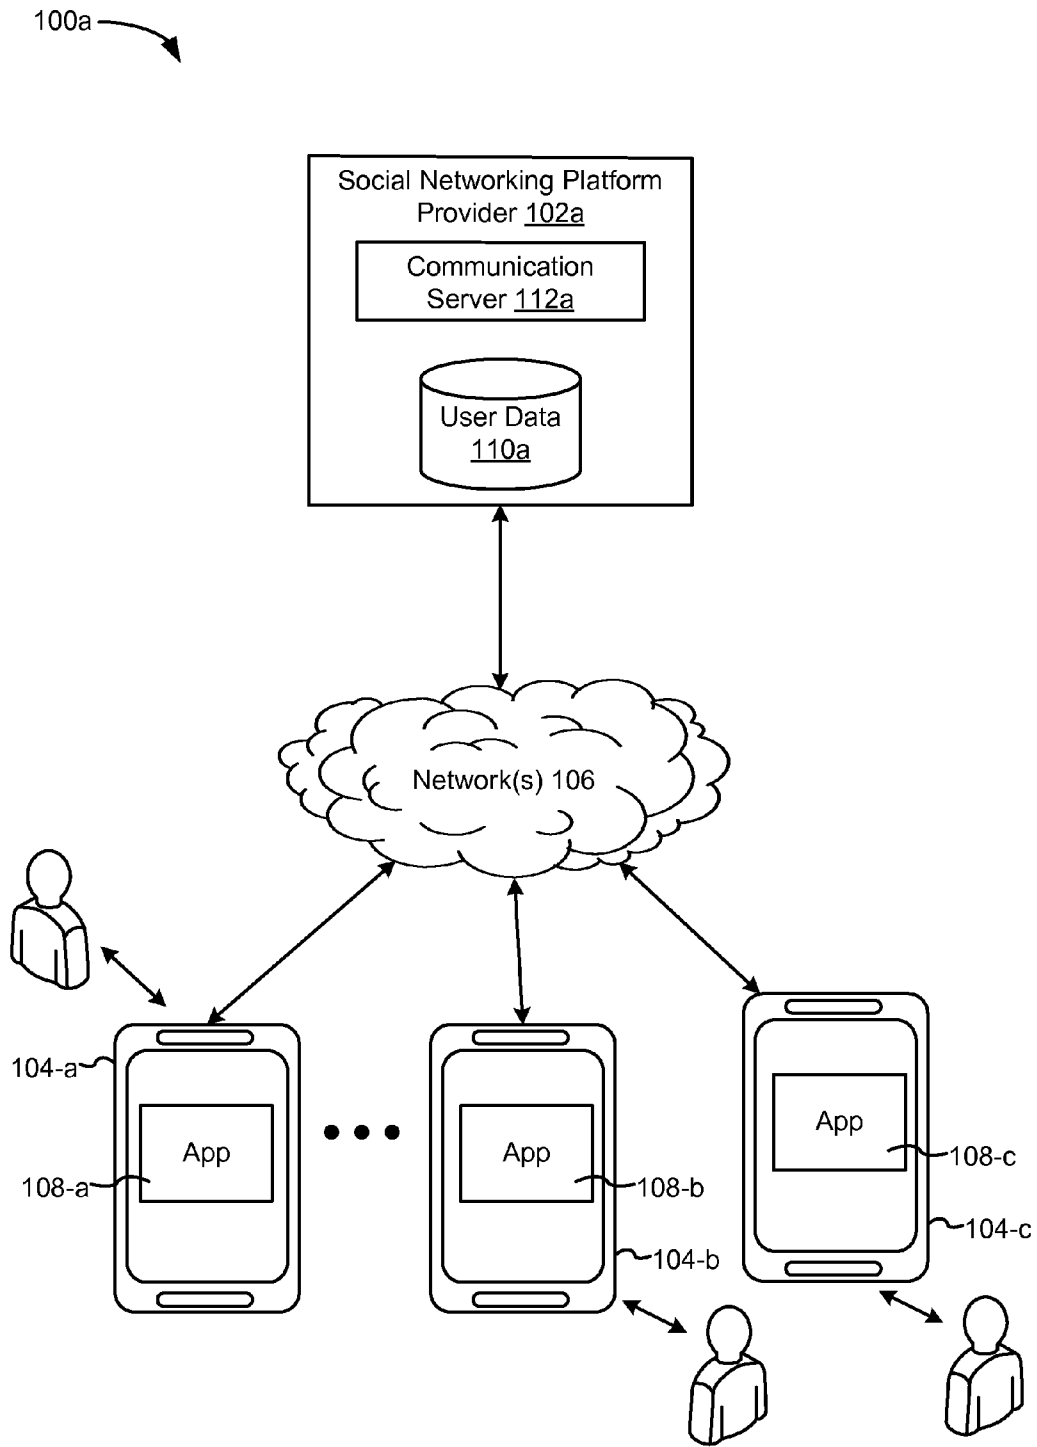 100a
Social Networking Platform
Provider 102a
Communication
Server 112a
User Data
110a
Network(s) 106
104-a
App
108-a
App
108-b
104-b
App
108-c
104-c